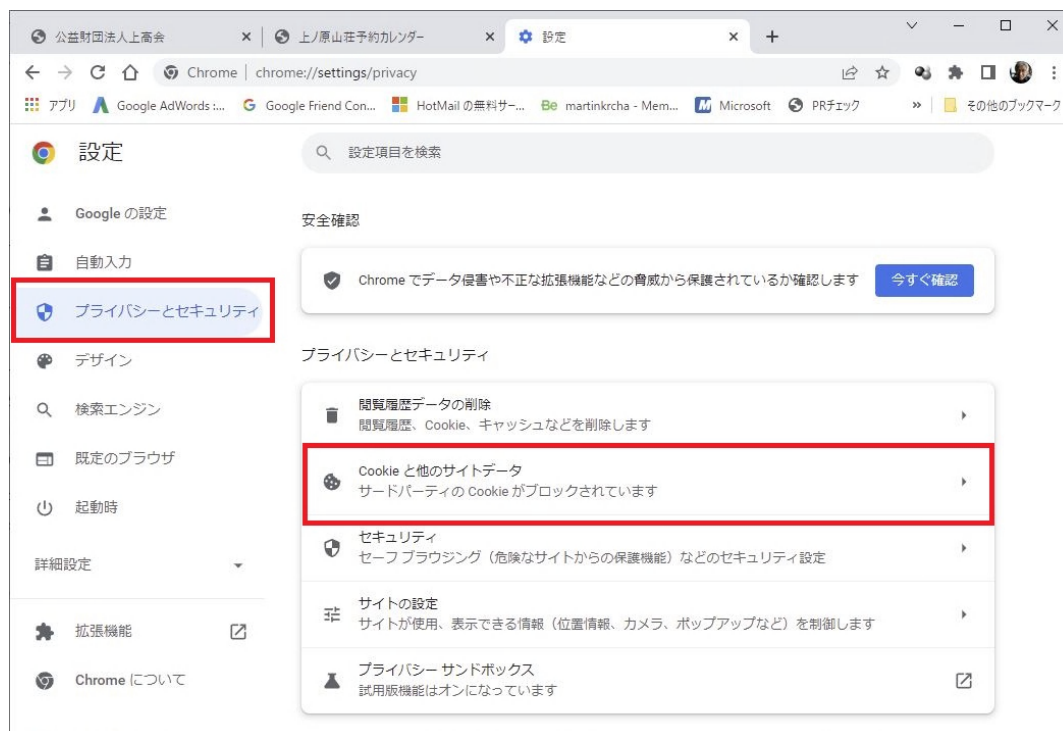 公益財団法人上高会
上ノ原山荘予約カレンダー
設定
Chrome
chrome://settings/privacy
アプリ
Google AdWords :...
Google Friend Con...
HotMail の無料サー...
martinkrcha - Mem...
Microsoft
PRチェック
»
その他のブックマーク
設定
設定項目を検索
Google の設定
自動入力
プライバシーとセキュリティ
デザイン
検索エンジン
既定のブラウザ
起動時
詳細設定
拡張機能
Chrome について
安全確認
Chrome でデータ侵害や不正な拡張機能などの脅威から保護されているか確認します
今すぐ確認
プライバシーとセキュリティ
閲覧履歴データの削除
閲覧履歴、Cookie、キャッシュなどを削除します
Cookie と他のサイトデータ
サードパーティの Cookie がブロックされています
セキュリティ
セーフ ブラウジング（危険なサイトからの保護機能）などのセキュリティ設定
サイトの設定
サイトが使用、表示できる情報（位置情報、カメラ、ポップアップなど）を制御します
プライバシー サンドボックス
試用版機能はオンになっています